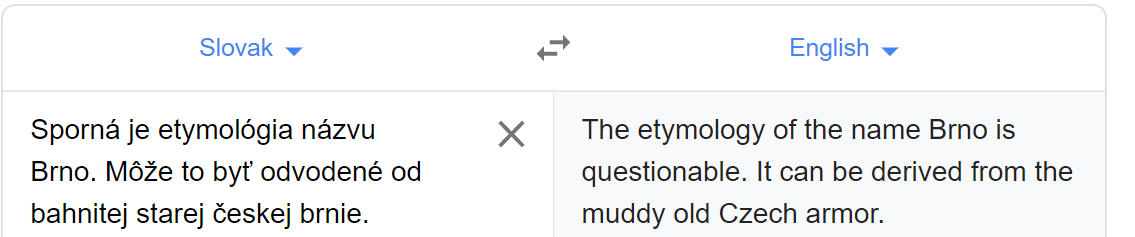 Slovak English
Sporná je etymológia názvu
Brno. Môže to byť odvodené od
bahnitej starej českej brnie.
The etymology of the name Brno is
questionable. It can be derived from the
muddy old Czech armor.